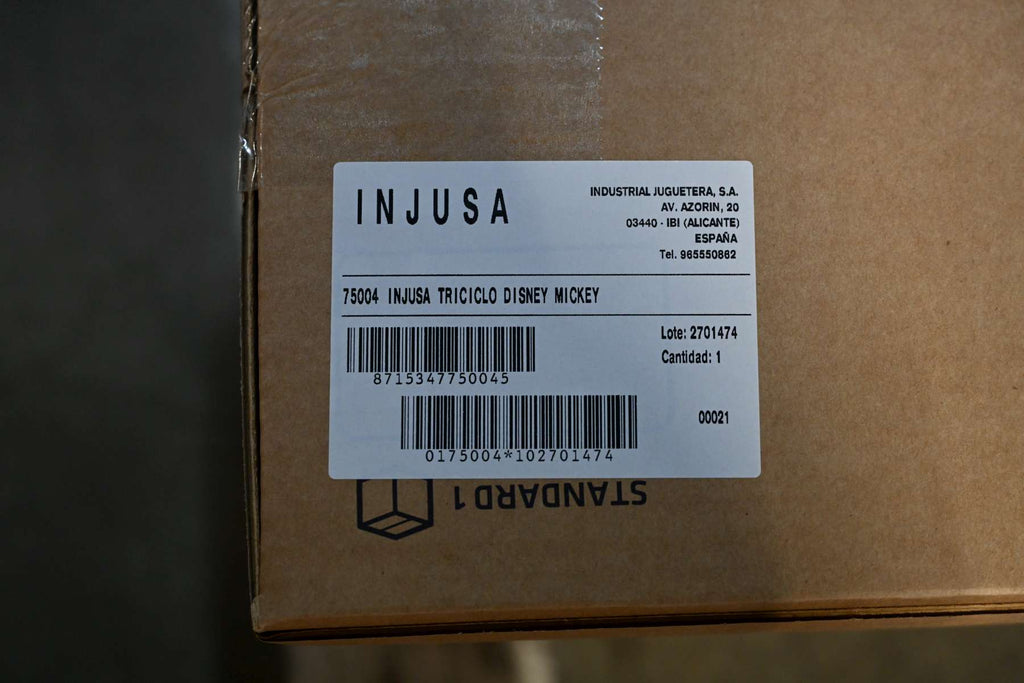 INJUSA
INDUSTRIAL JUGUETERA, S.A.
AV. AZORIN, 20
03440 - IBI (ALICANTE)
ESPAÑA
Tel. 965550862
75004 INJUSA TRICICLO DISNEY MICKEY
Lote: 2701474
Cantidad: 1
8715347750045
00021
0175004*102701474
STANDARD 1